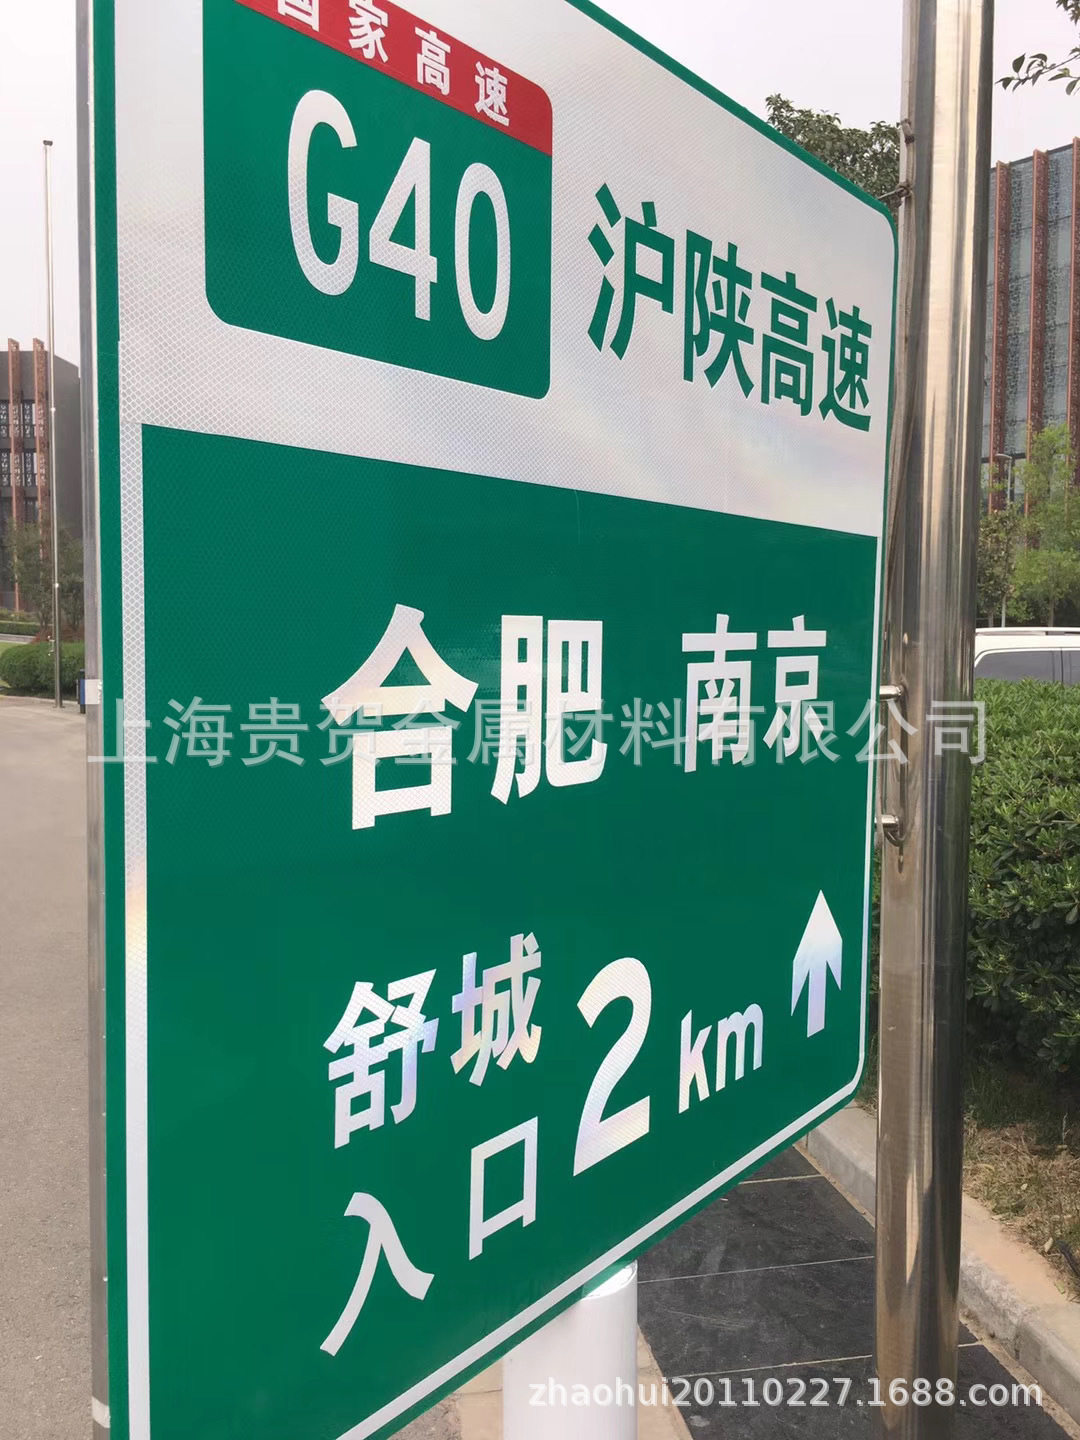 国家高速
G40
沪陕高速
合肥 南京
上海贵贺金属材料有限公司
舒城
入口
2 km
zhaohui20110227.1688.com